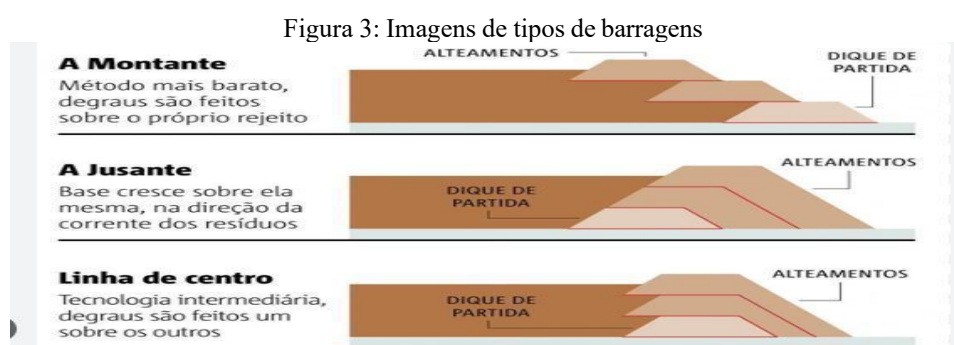 Figura 3: Imagens de tipos de barragens
A Montante
Método mais barato,
degraus são feitos
sobre o próprio rejeito
ALTEAMENTOS
DIQUE DE
PARTIDA
A Jusante
Base cresce sobre ela
mesma, na direção da
corrente dos resíduos
DIQUE DE
PARTIDA
ALTEAMENTOS
Linha de centro
Tecnologia intermediária,
degraus são feitos um
sobre os outros
DIQUE DE
PARTIDA
ALTEAMENTOS